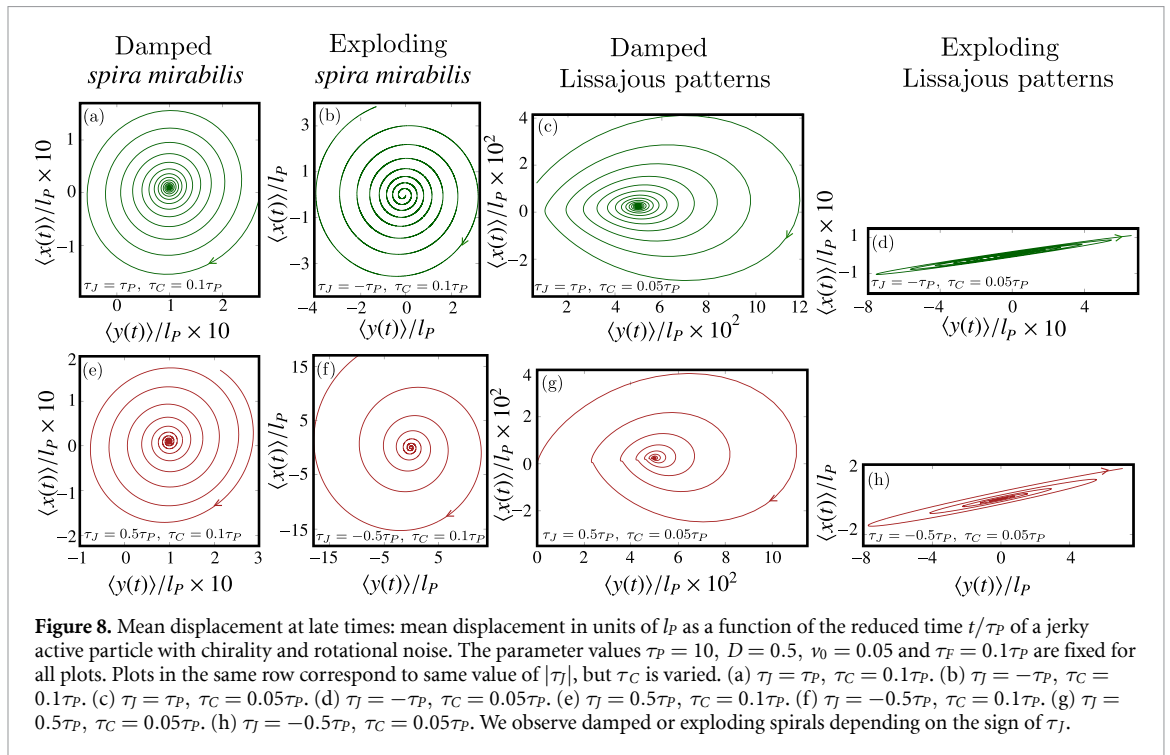 Damped
spira mirabilis
Exploding
spira mirabilis
Damped
Lissajous patterns
Exploding
Lissajous patterns
(a)
⟨x(t)⟩/l_P × 10
1
0
−1
τ_J = τ_P, τ_C = 0.1τ_P
0 1 2
⟨y(t)⟩/l_P × 10
(b)
⟨x(t)⟩/l_P
3
0
−3
τ_J = −τ_P, τ_C = 0.1τ_P
−4 −2 0 2
⟨y(t)⟩/l_P
(c)
⟨x(t)⟩/l_P × 10²
4
2
0
−2
τ_J = τ_P, τ_C = 0.05τ_P
2 4 6 8 10 12
⟨y(t)⟩/l_P × 10²
(d)
⟨x(t)⟩/l_P × 10
1
−1
τ_J = −τ_P, τ_C = 0.05τ_P
−8 −4 0 4
⟨y(t)⟩/l_P × 10
(e)
⟨x(t)⟩/l_P × 10
2
1
0
−1
−2
τ_J = 0.5τ_P, τ_C = 0.1τ_P
−1 0 1 2 3
⟨y(t)⟩/l_P × 10
(f)
⟨x(t)⟩/l_P
15
5
−5
−15
τ_J = −0.5τ_P, τ_C = 0.1τ_P
−15 −5 5
⟨y(t)⟩/l_P
(g)
⟨x(t)⟩/l_P × 10²
4
2
0
−2
τ_J = 0.5τ_P, τ_C = 0.05τ_P
0 2 4 6 8 10
⟨y(t)⟩/l_P × 10²
(h)
⟨x(t)⟩/l_P
2
−2
τ_J = −0.5τ_P, τ_C = 0.05τ_P
−8 −4 0 4
⟨y(t)⟩/l_P
Figure 8. Mean displacement at late times: mean displacement in units of l_P as a function of the reduced time t/τ_P of a jerky
active particle with chirality and rotational noise. The parameter values τ_P = 10, D = 0.5, v_0 = 0.05 and τ_F = 0.1τ_P are fixed for
all plots. Plots in the same row correspond to same value of |τ_J|, but τ_C is varied. (a) τ_J = τ_P, τ_C = 0.1τ_P. (b) τ_J = −τ_P, τ_C =
0.1τ_P. (c) τ_J = τ_P, τ_C = 0.05τ_P. (d) τ_J = −τ_P, τ_C = 0.05τ_P. (e) τ_J = 0.5τ_P, τ_C = 0.1τ_P. (f) τ_J = −0.5τ_P, τ_C = 0.1τ_P. (g) τ_J =
0.5τ_P, τ_C = 0.05τ_P. (h) τ_J = −0.5τ_P, τ_C = 0.05τ_P. We observe damped or exploding spirals depending on the sign of τ_J.